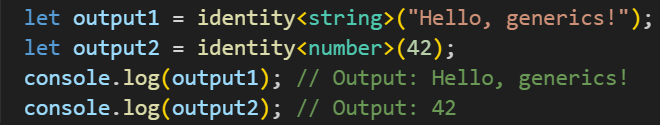 let output1 = identity<string>("Hello, generics!");
let output2 = identity<number>(42);
console.log(output1); // Output: Hello, generics!
console.log(output2); // Output: 42